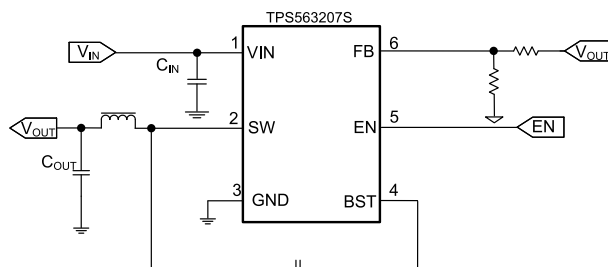 TPS563207S
VIN
1
VIN
FB
6
VOUT
CIN
VOUT
2
SW
EN
5
EN
COUT
3
GND
BST
4